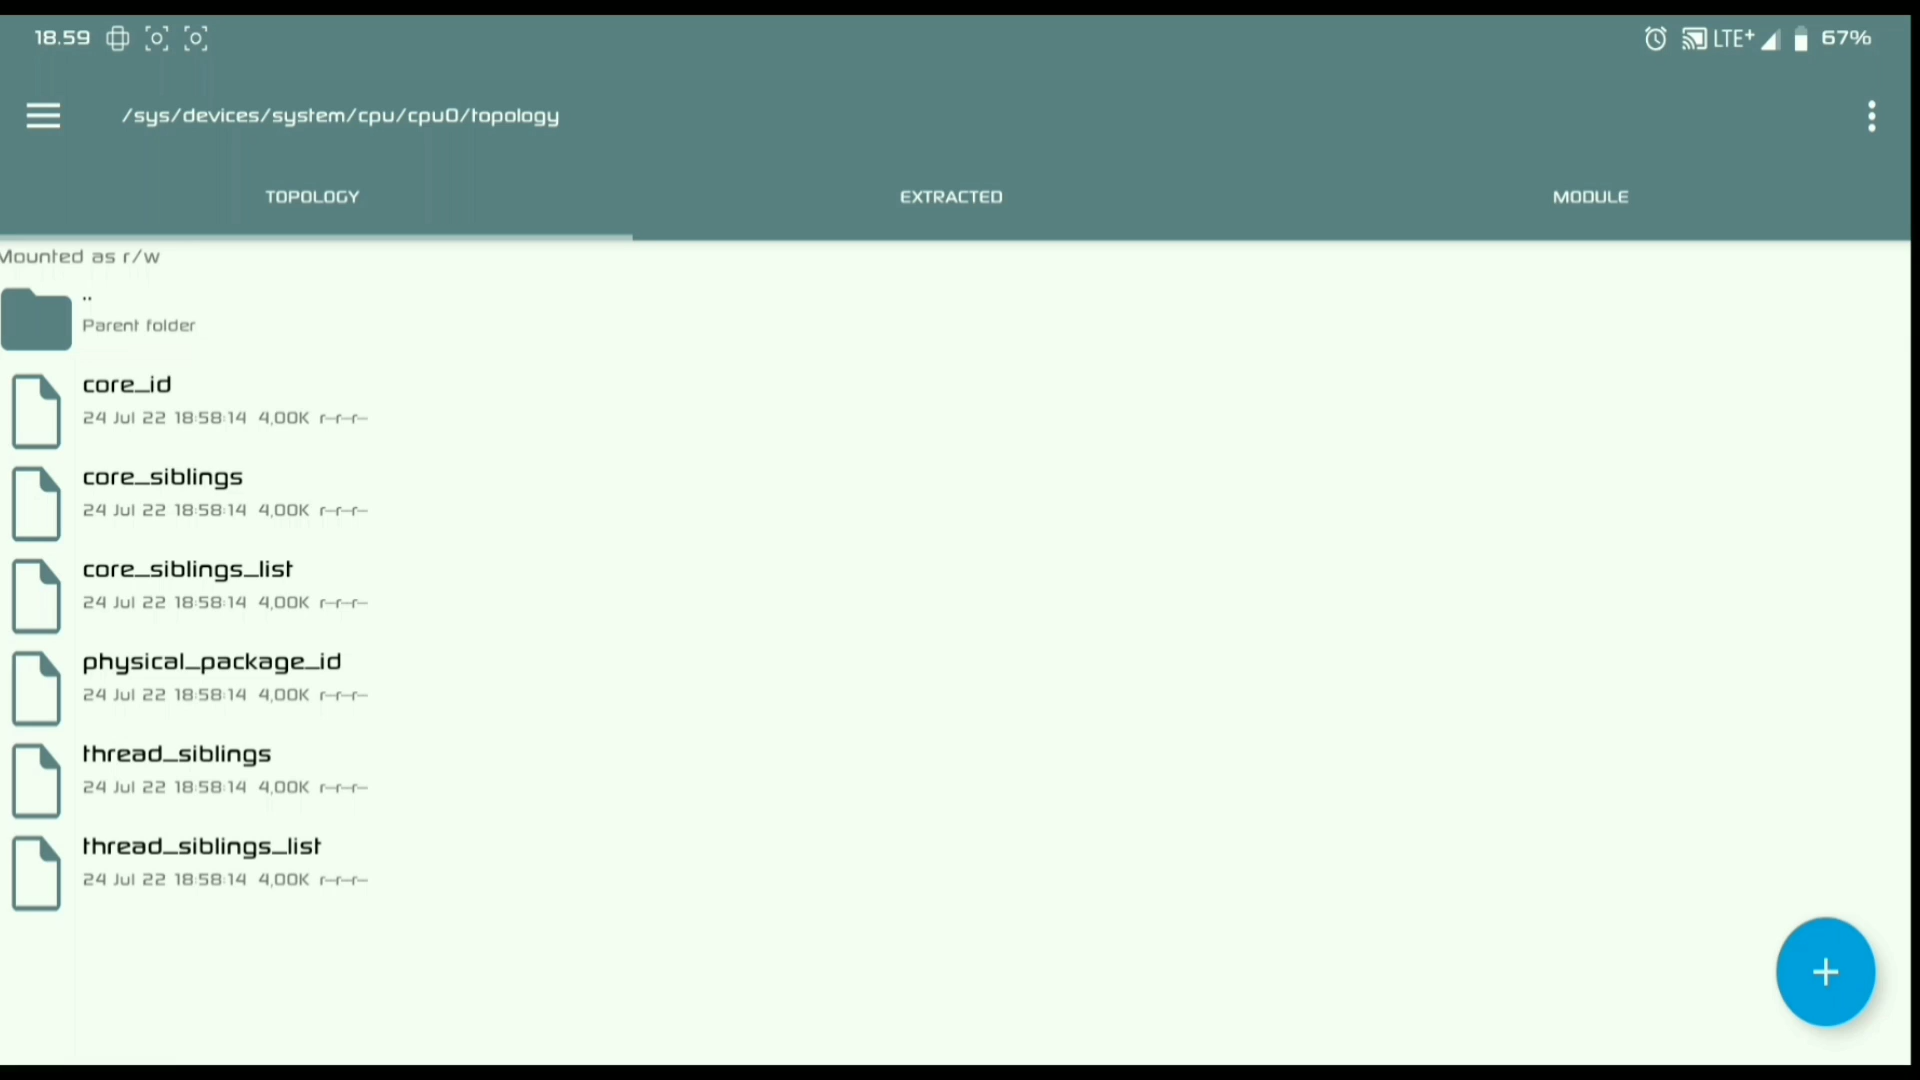 18.59
LTE+ 67%
/sys/devices/system/cpu/cpu0/topology
TOPOLOGY
EXTRACTED
MODULE
Mounted as r/w
..
Parent folder
core_id
24 Jul 22 18:58:14 4,00K r--r--r--
core_siblings
24 Jul 22 18:58:14 4,00K r--r--r--
core_siblings_list
24 Jul 22 18:58:14 4,00K r--r--r--
physical_package_id
24 Jul 22 18:58:14 4,00K r--r--r--
thread_siblings
24 Jul 22 18:58:14 4,00K r--r--r--
thread_siblings_list
24 Jul 22 18:58:14 4,00K r--r--r--